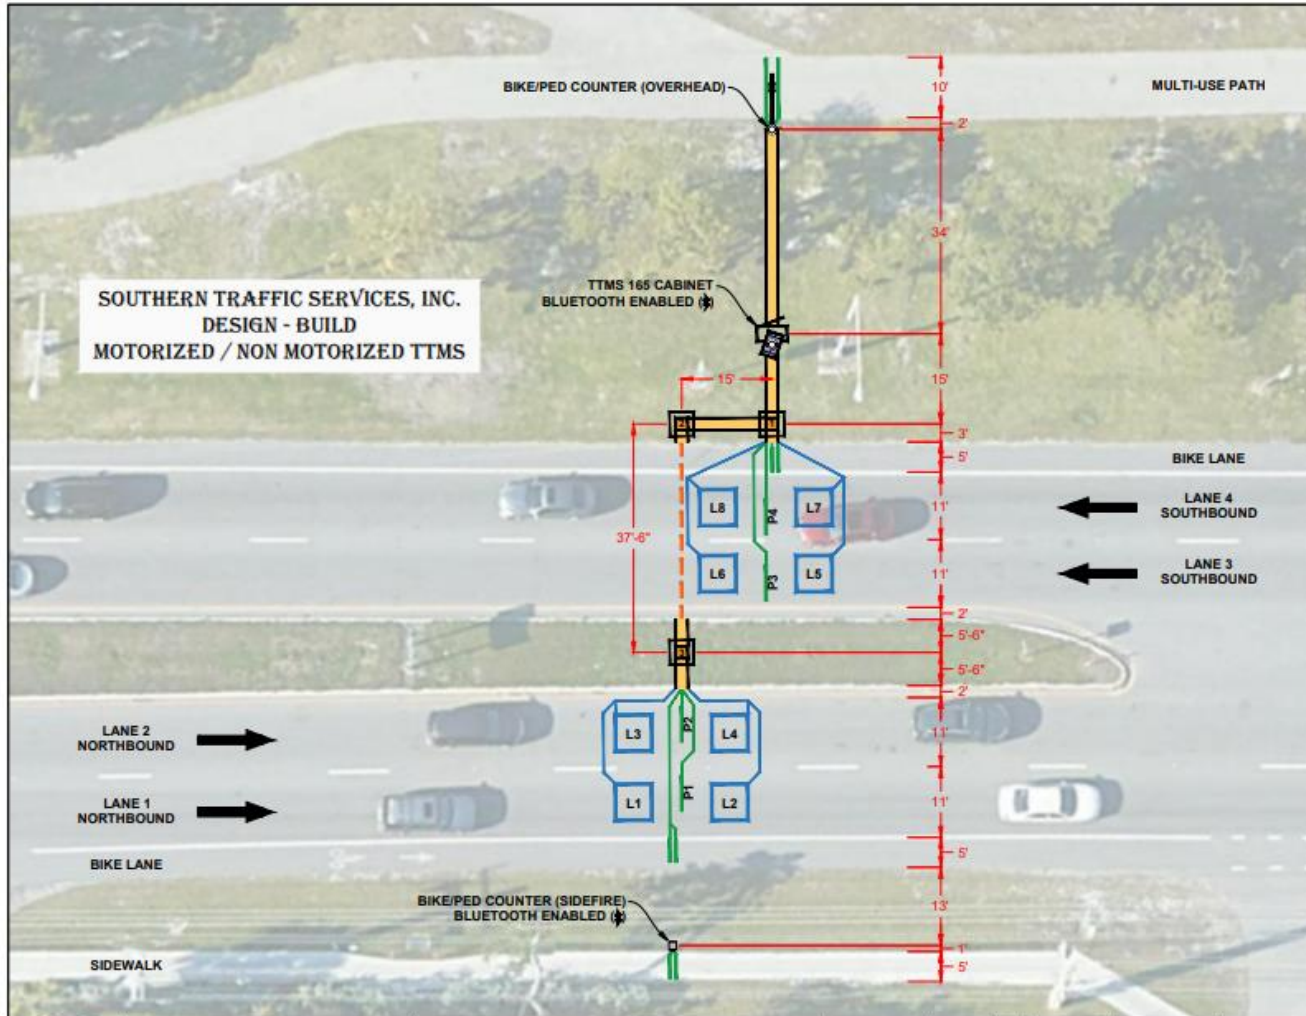 BIKE/PED COUNTER (OVERHEAD)
MULTI-USE PATH
10'
2'
34'
TTMS 165 CABINET
BLUETOOTH ENABLED ( )
SOUTHERN TRAFFIC SERVICES, INC.
DESIGN - BUILD
MOTORIZED / NON MOTORIZED TTMS
15'
15'
2
1
3'
5'
BIKE LANE
L8
P4
L7
11'
LANE 4
SOUTHBOUND
37'-6"
L6
P3
L5
11'
LANE 3
SOUTHBOUND
2'
5'-6"
3
5'-6"
2'
LANE 2
NORTHBOUND
L3
P2
L4
11'
LANE 1
NORTHBOUND
L1
P1
L2
11'
BIKE LANE
5'
BIKE/PED COUNTER (SIDEFIRE)
BLUETOOTH ENABLED ( )
13'
1'
SIDEWALK
5'